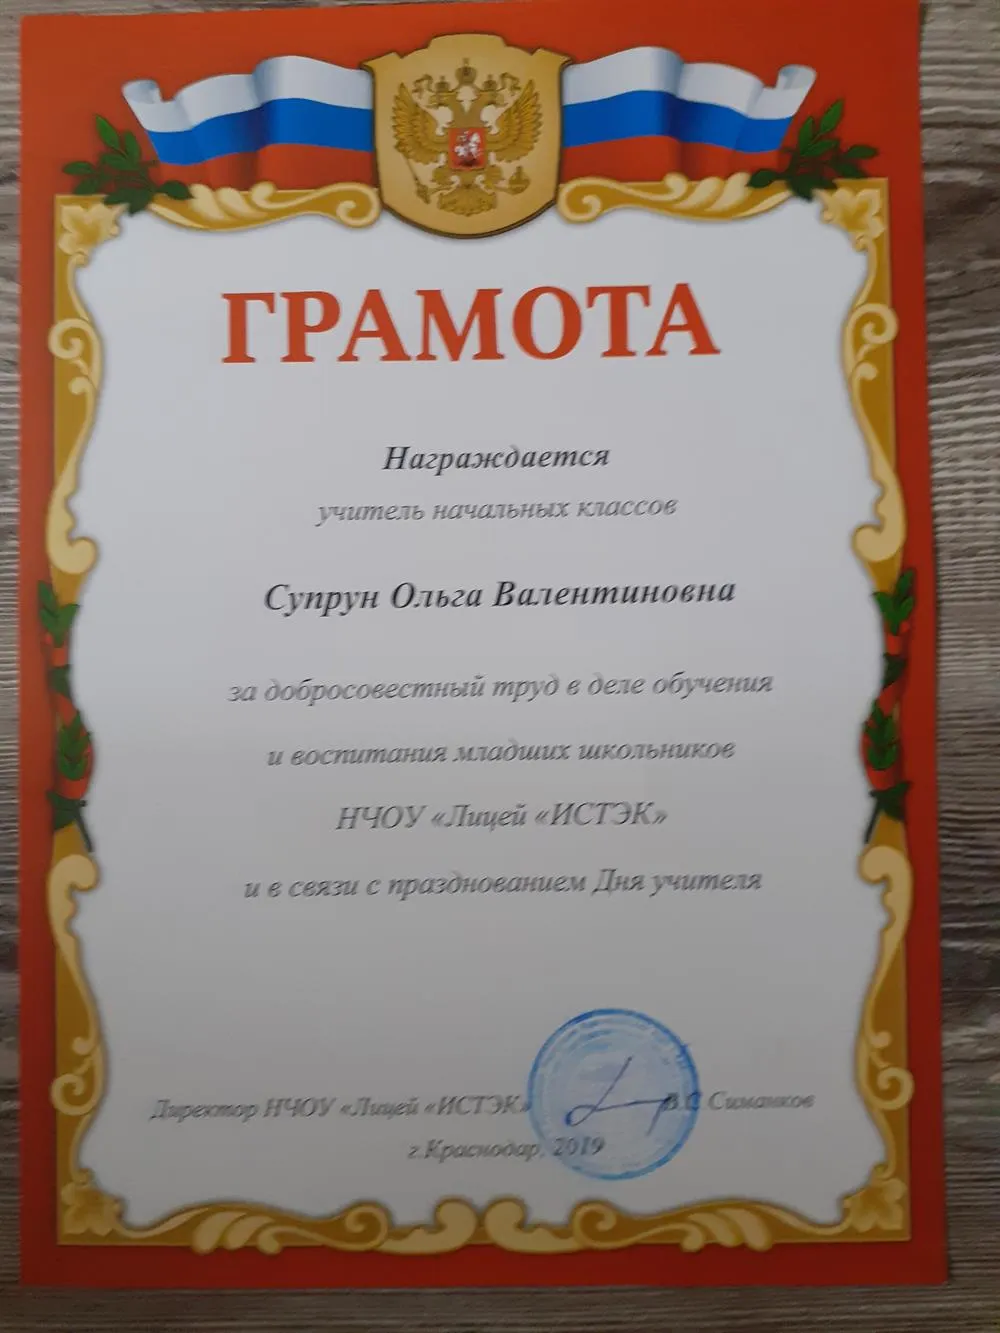 ГРАМОТА
Награждается
учитель начальных классов
Супрун Ольга Валентиновна
за добросовестный труд в деле обучения
и воспитания младших школьников
НЧОУ «Лицей «ИСТЭК»
и в связи с празднованием Дня учителя
Директор НЧОУ «Лицей «ИСТЭК» В.С.Симанков
г.Краснодар, 2019